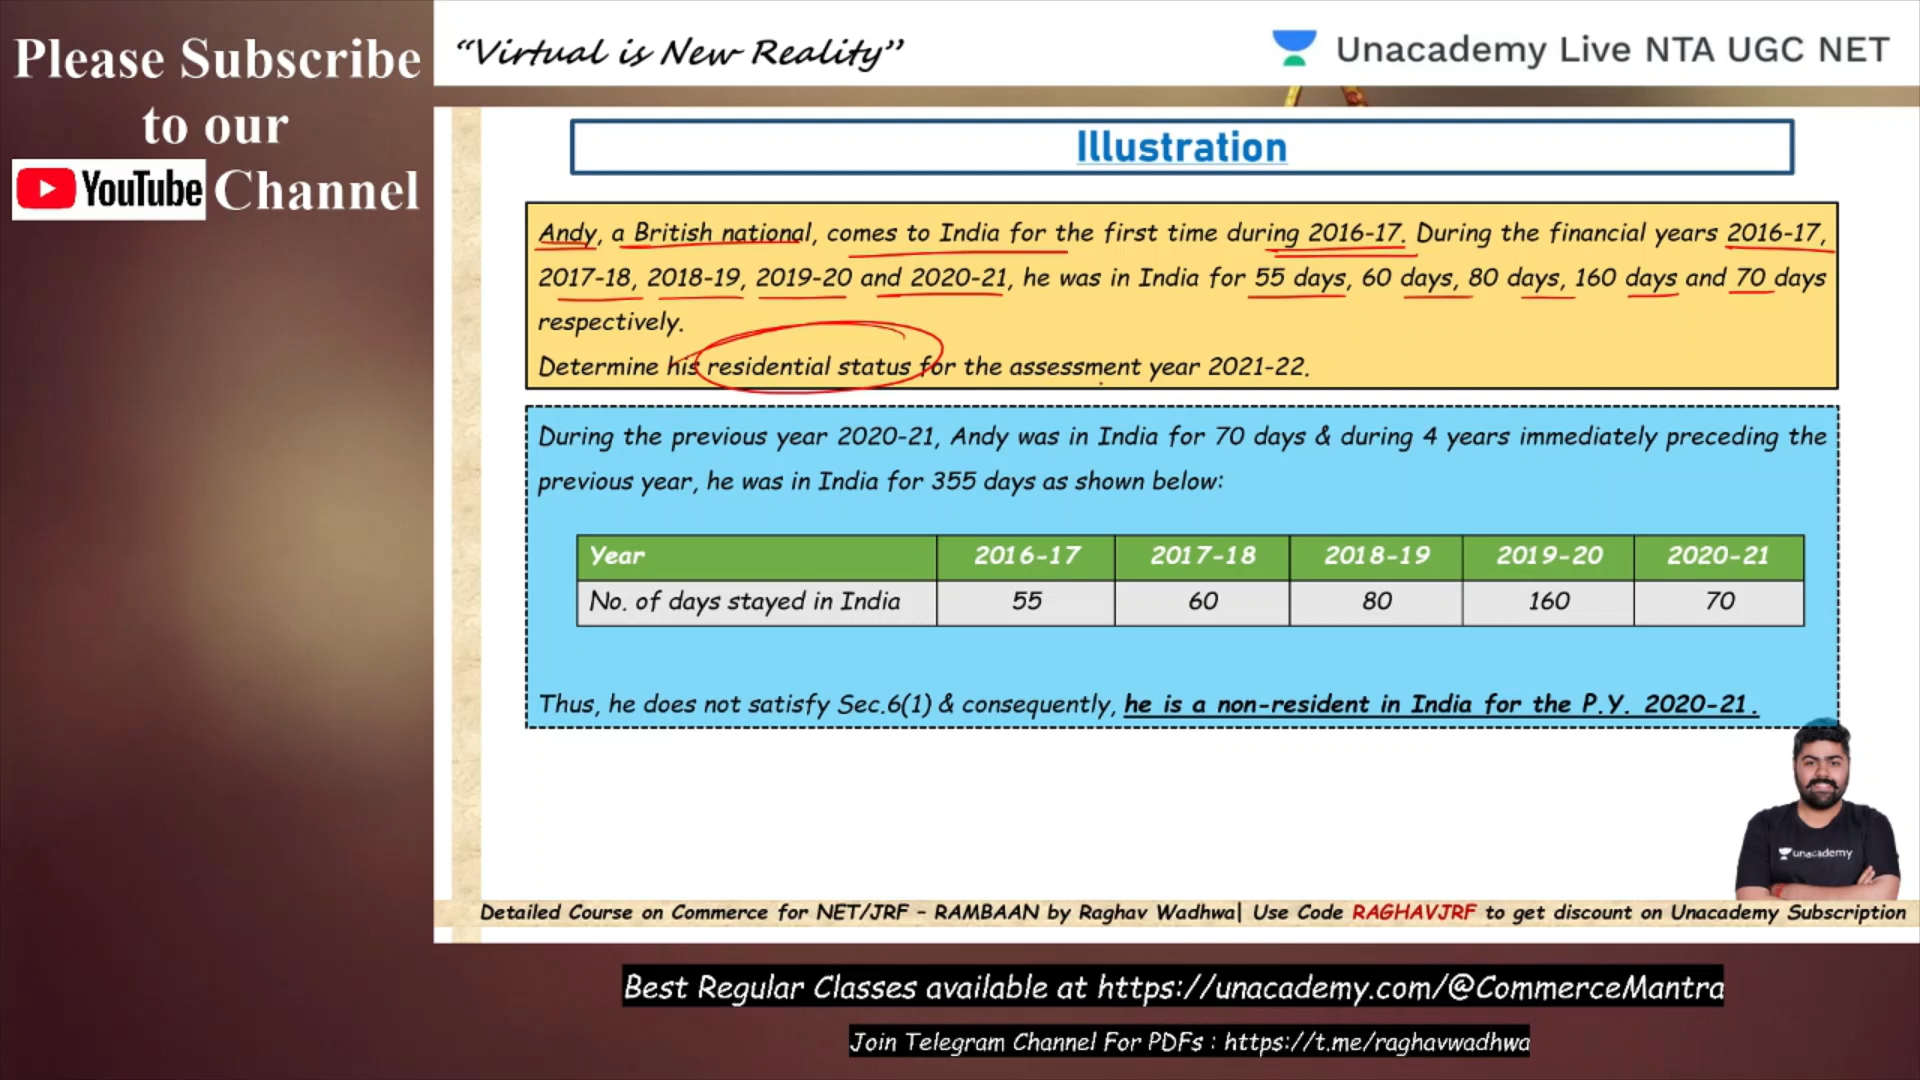 Please Subscribe
to our
YouTube Channel
“Virtual is New Reality”
Unacademy Live NTA UGC NET
Illustration
Andy, a British national, comes to India for the first time during 2016-17. During the financial years 2016-17,
2017-18, 2018-19, 2019-20 and 2020-21, he was in India for 55 days, 60 days, 80 days, 160 days and 70 days
respectively.
Determine his residential status for the assessment year 2021-22.
During the previous year 2020-21, Andy was in India for 70 days & during 4 years immediately preceding the
previous year, he was in India for 355 days as shown below:
Year 2016-17 2017-18 2018-19 2019-20 2020-21
No. of days stayed in India 55 60 80 160 70
Thus, he does not satisfy Sec.6(1) & consequently, he is a non-resident in India for the P.Y. 2020-21.
unacademy
Detailed Course on Commerce for NET/JRF – RAMBAAN by Raghav Wadhwa| Use Code RAGHAVJRF to get discount on Unacademy Subscription
Best Regular Classes available at https://unacademy.com/@CommerceMantra
Join Telegram Channel For PDFs : https://t.me/raghavwadhwa